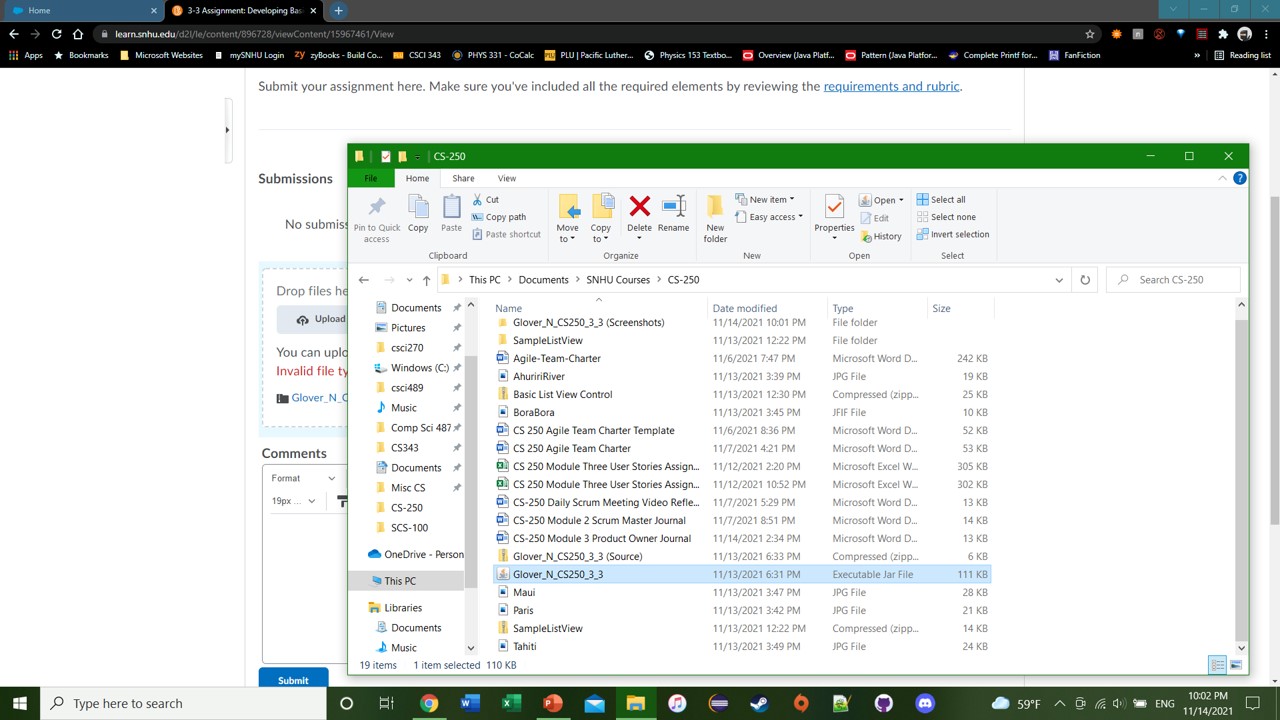 Home
3-3 Assignment: Developing Bas
learn.snhu.edu/d2l/le/content/896728/viewContent/15967461/View
Apps Bookmarks Microsoft Websites mySNHU Login zyBooks - Build Co... CSCI 343 PHYS 331 - CoCalc PLU | Pacific Luther... Physics 153 Textbo... Overview (Java Platf... Pattern (Java Platfor... Complete Printf for... FanFiction » Reading list
Submit your assignment here. Make sure you've included all the required elements by reviewing the requirements and rubric.
Submissions
No submiss
Drop files he
Upload
You can uplo
Invalid file ty
Glover_N_C
Comments
Format
19px ...
Submit
CS-250
File Home Share View
Pin to Quick access
Copy
Paste
Cut
Copy path
Paste shortcut
Clipboard
Move to
Copy to
Delete
Rename
Organize
New folder
New item
Easy access
New
Properties
Open
Edit
History
Open
Select all
Select none
Invert selection
Select
This PC > Documents > SNHU Courses > CS-250
Search CS-250
Documents
Pictures
csci270
Windows (C:)
csci489
Music
Comp Sci 487
CS343
Documents
Misc CS
CS-250
SCS-100
OneDrive - Person
This PC
Libraries
Documents
Music
Name Date modified Type Size
Glover_N_CS250_3_3 (Screenshots) 11/14/2021 10:01 PM File folder
SampleListView 11/13/2021 12:22 PM File folder
Agile-Team-Charter 11/6/2021 7:47 PM Microsoft Word D... 242 KB
AhuririRiver 11/13/2021 3:39 PM JPG File 19 KB
Basic List View Control 11/13/2021 12:30 PM Compressed (zipp... 25 KB
BoraBora 11/13/2021 3:45 PM JFIF File 10 KB
CS 250 Agile Team Charter Template 11/6/2021 8:36 PM Microsoft Word D... 52 KB
CS 250 Agile Team Charter 11/7/2021 4:21 PM Microsoft Word D... 53 KB
CS 250 Module Three User Stories Assign... 11/12/2021 2:20 PM Microsoft Excel W... 305 KB
CS 250 Module Three User Stories Assign... 11/12/2021 10:52 PM Microsoft Excel W... 302 KB
CS-250 Daily Scrum Meeting Video Refle... 11/7/2021 5:29 PM Microsoft Word D... 13 KB
CS-250 Module 2 Scrum Master Journal 11/7/2021 8:51 PM Microsoft Word D... 14 KB
CS-250 Module 3 Product Owner Journal 11/14/2021 2:34 PM Microsoft Word D... 13 KB
Glover_N_CS250_3_3 (Source) 11/13/2021 6:33 PM Compressed (zipp... 6 KB
Glover_N_CS250_3_3 11/13/2021 6:31 PM Executable Jar File 111 KB
Maui 11/13/2021 3:47 PM JPG File 28 KB
Paris 11/13/2021 3:42 PM JPG File 21 KB
SampleListView 11/13/2021 12:22 PM Compressed (zipp... 14 KB
Tahiti 11/13/2021 3:49 PM JPG File 24 KB
19 items 1 item selected 110 KB
Type here to search
59°F
ENG
10:02 PM
11/14/2021